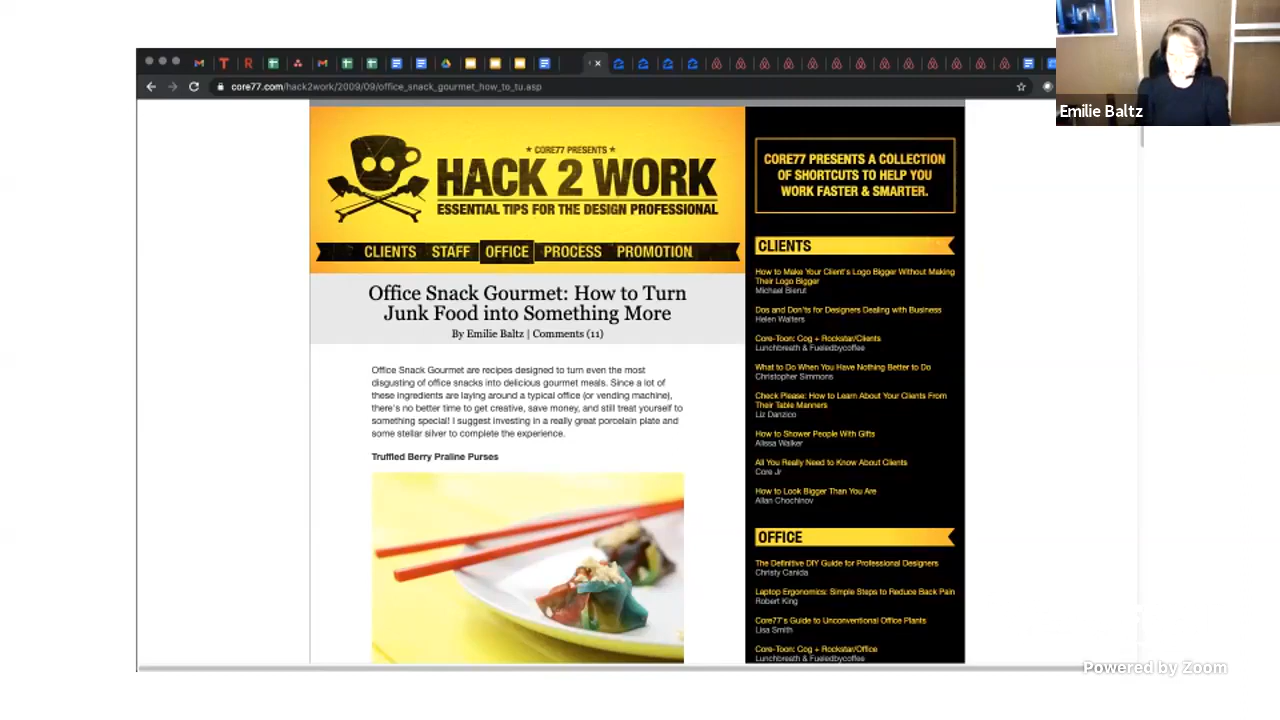 core77.com/hack2work/2009/09/office_snack_gourmet_how_to_tu.asp
Emilie Baltz
★ CORE77 PRESENTS ★
HACK 2 WORK
ESSENTIAL TIPS FOR THE DESIGN PROFESSIONAL
CLIENTS STAFF OFFICE PROCESS PROMOTION
Office Snack Gourmet: How to Turn
Junk Food into Something More
By Emilie Baltz | Comments (11)
Office Snack Gourmet are recipes designed to turn even the most
disgusting of office snacks into delicious gourmet meals. Since a lot of
these ingredients are laying around a typical office (or vending machine),
there's no better time to get creative, save money, and still treat yourself to
something special! I suggest investing in a really great porcelain plate and
some stellar silver to complete the experience.
Truffled Berry Praline Purses
CORE77 PRESENTS A COLLECTION
OF SHORTCUTS TO HELP YOU
WORK FASTER & SMARTER.
CLIENTS
How to Make Your Client's Logo Bigger Without Making
Their Logo Bigger
Michael Bierut
Dos and Don'ts for Designers Dealing with Business
Helen Walters
Core-Toon: Cog + Rockstar/Clients
Lunchbreath & Fueledbycoffee
What to Do When You Have Nothing Better to Do
Christopher Simmons
Check Please: How to Learn About Your Clients From
Their Table Manners
Liz Danzico
How to Shower People With Gifts
Alissa Walker
All You Really Need to Know About Clients
Core Jr
How to Look Bigger Than You Are
Allan Chochinov
OFFICE
The Definitive DIY Guide for Professional Designers
Christy Canida
Laptop Ergonomics: Simple Steps to Reduce Back Pain
Robert King
Core77's Guide to Unconventional Office Plants
Lisa Smith
Core-Toon: Cog + Rockstar/Office
Lunchbreath & Fueledbycoffee
Powered by Zoom